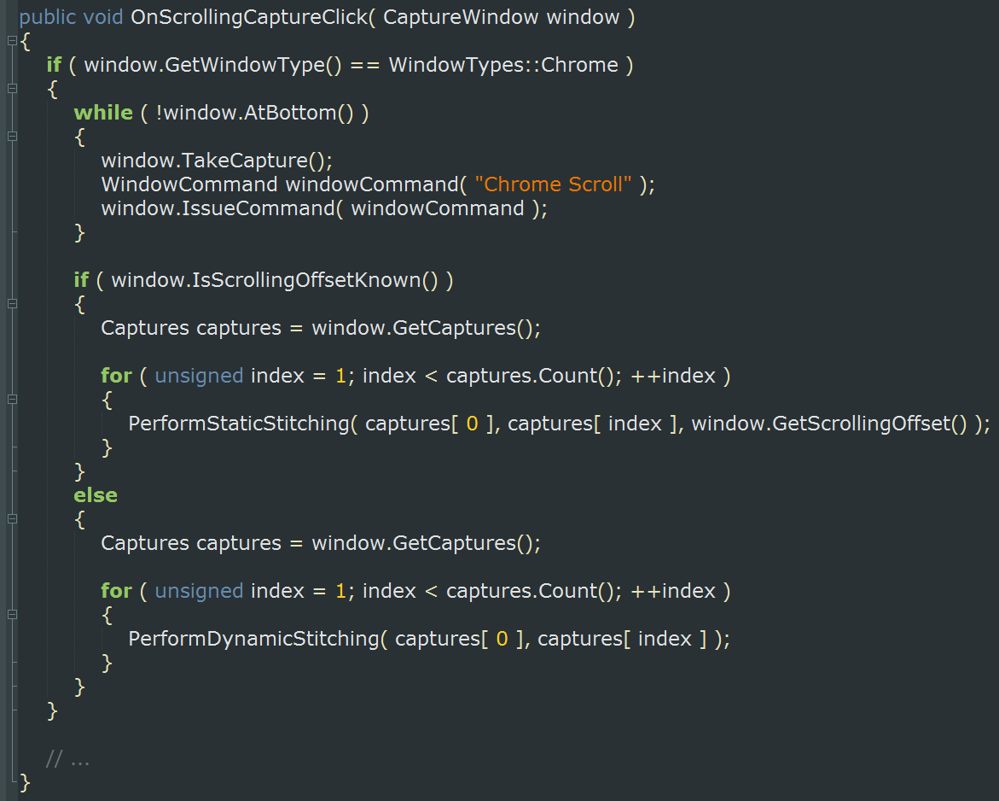 public void OnScrollingCaptureClick( CaptureWindow window )
{
if ( window.GetWindowType() == WindowTypes::Chrome )
{
while ( !window.AtBottom() )
{
window.TakeCapture();
WindowCommand windowCommand( "Chrome Scroll" );
window.IssueCommand( windowCommand );
}
if ( window.IsScrollingOffsetKnown() )
{
Captures captures = window.GetCaptures();
for ( unsigned index = 1; index < captures.Count(); ++index )
{
PerformStaticStitching( captures[ 0 ], captures[ index ], window.GetScrollingOffset() );
}
}
else
{
Captures captures = window.GetCaptures();
for ( unsigned index = 1; index < captures.Count(); ++index )
{
PerformDynamicStitching( captures[ 0 ], captures[ index ] );
}
}
}
// ...
}